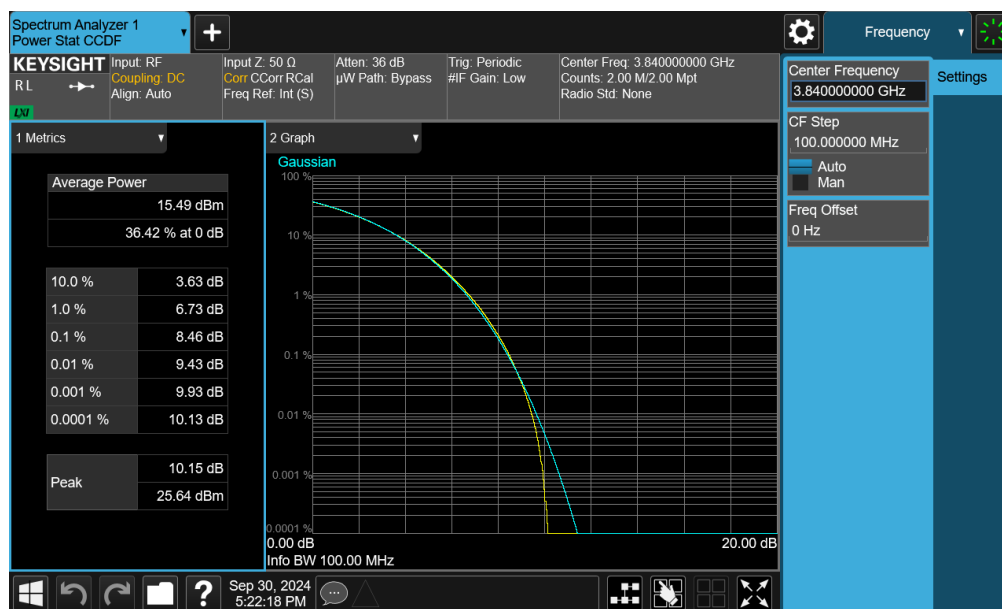 Spectrum Analyzer 1
Power Stat CCDF
Frequency
KEYSIGHT
R L
LXI
Input: RF
Coupling: DC
Align: Auto
Input Z: 50 Ω
Corr CCorr RCal
Freq Ref: Int (S)
Atten: 36 dB
µW Path: Bypass
Trig: Periodic
#IF Gain: Low
Center Freq: 3.840000000 GHz
Counts: 2.00 M/2.00 Mpt
Radio Std: None
Center Frequency
3.840000000 GHz
Settings
CF Step
100.000000 MHz
Auto
Man
Freq Offset
0 Hz
1 Metrics
Average Power
15.49 dBm
36.42 % at 0 dB
10.0 % 3.63 dB
1.0 % 6.73 dB
0.1 % 8.46 dB
0.01 % 9.43 dB
0.001 % 9.93 dB
0.0001 % 10.13 dB
Peak
10.15 dB
25.64 dBm
2 Graph
Gaussian
100 %
10 %
1 %
0.1 %
0.01 %
0.001 %
0.0001 %
0.00 dB 20.00 dB
Info BW 100.00 MHz
?
Sep 30, 2024
5:22:18 PM